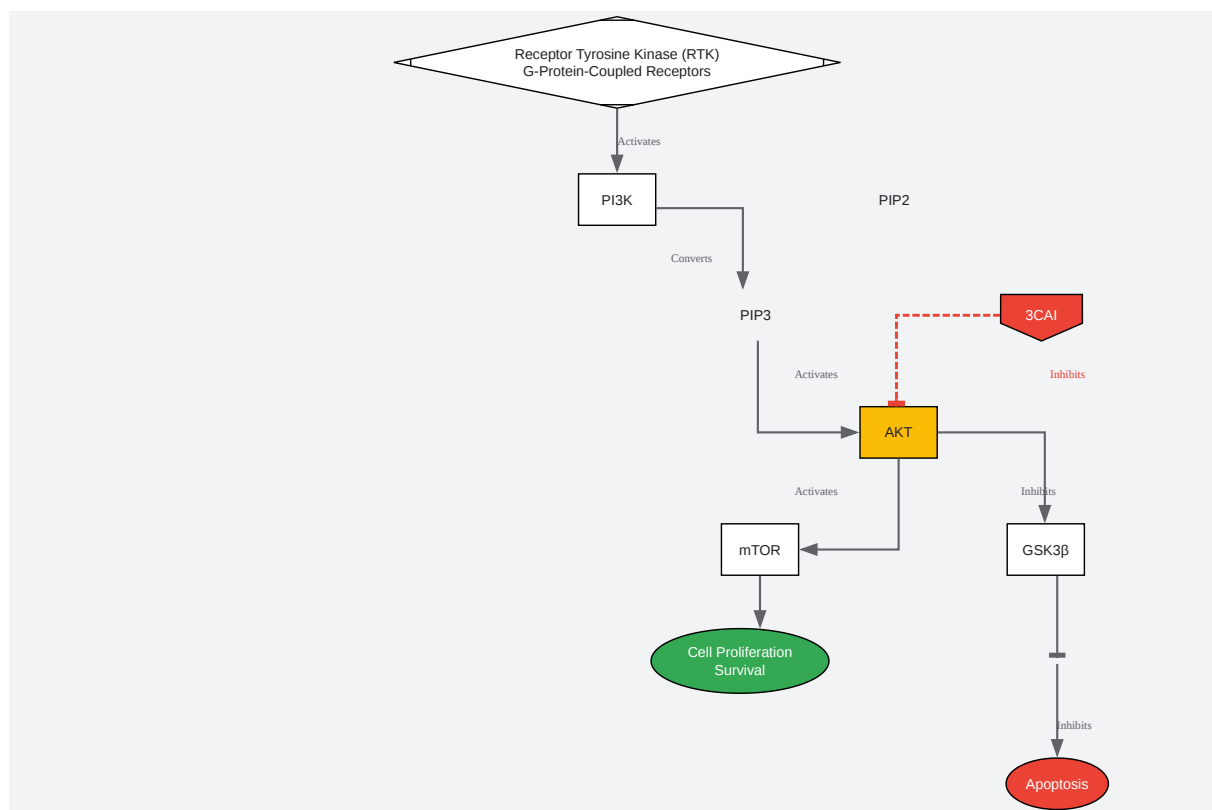 Receptor Tyrosine Kinase (RTK)
G-Protein-Coupled Receptors
Activates
PI3K
PIP2
Converts
PIP3
3CAI
Activates
Inhibits
AKT
Activates
Inhibits
mTOR
GSK3β
Cell Proliferation
Survival
Inhibits
Apoptosis